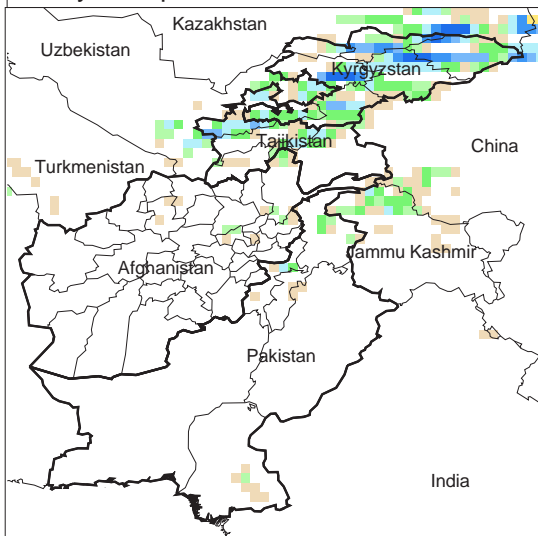 Kazakhstan
Uzbekistan
Kyrgyzstan
Tajikistan
China
Turkmenistan
Jammu Kashmir
Afghanistan
Pakistan
India